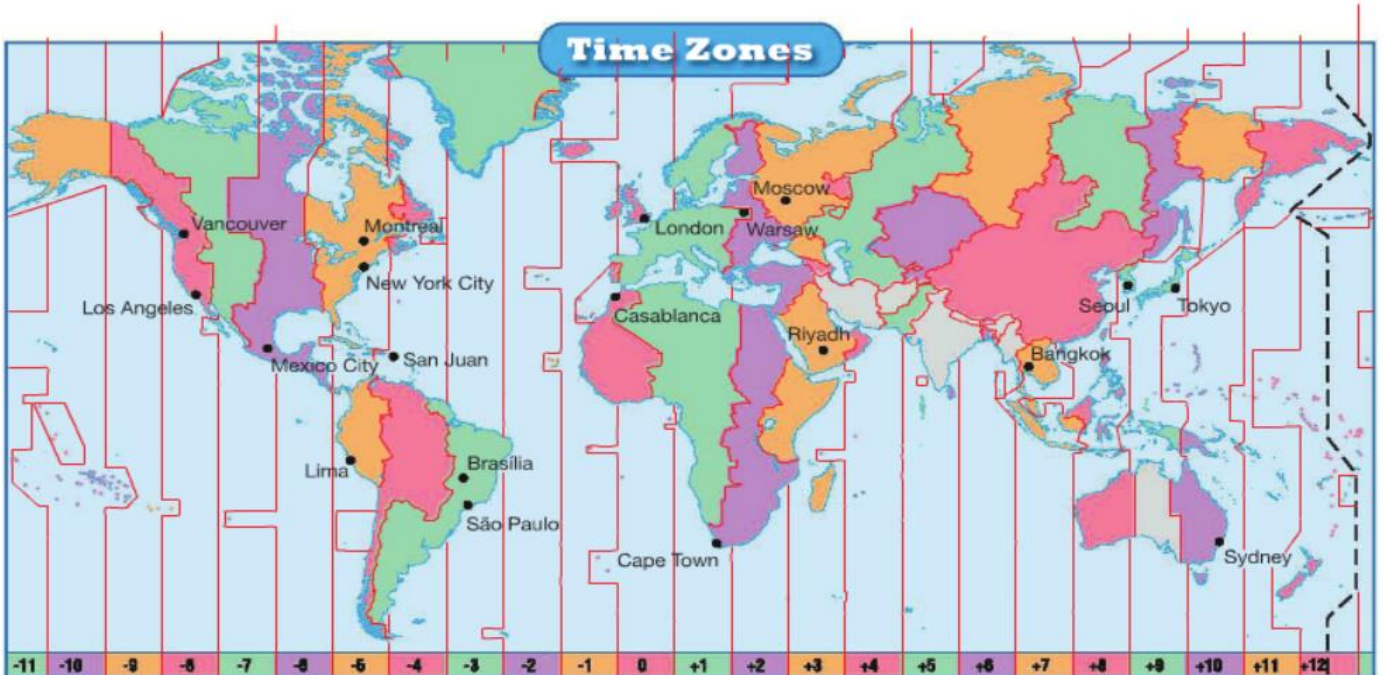 Time Zones
Moscow
Vancouver
Montreal
London
Warsaw
New York City
Los Angeles
Casablanca
Seoul
Tokyo
Riyadh
Mexico City
San Juan
Bangkok
Lima
Brasília
São Paulo
Cape Town
Sydney
-11 -10 -9 -8 -7 -6 -5 -4 -3 -2 -1 0 +1 +2 +3 +4 +5 +6 +7 +8 +9 +10 +11 +12